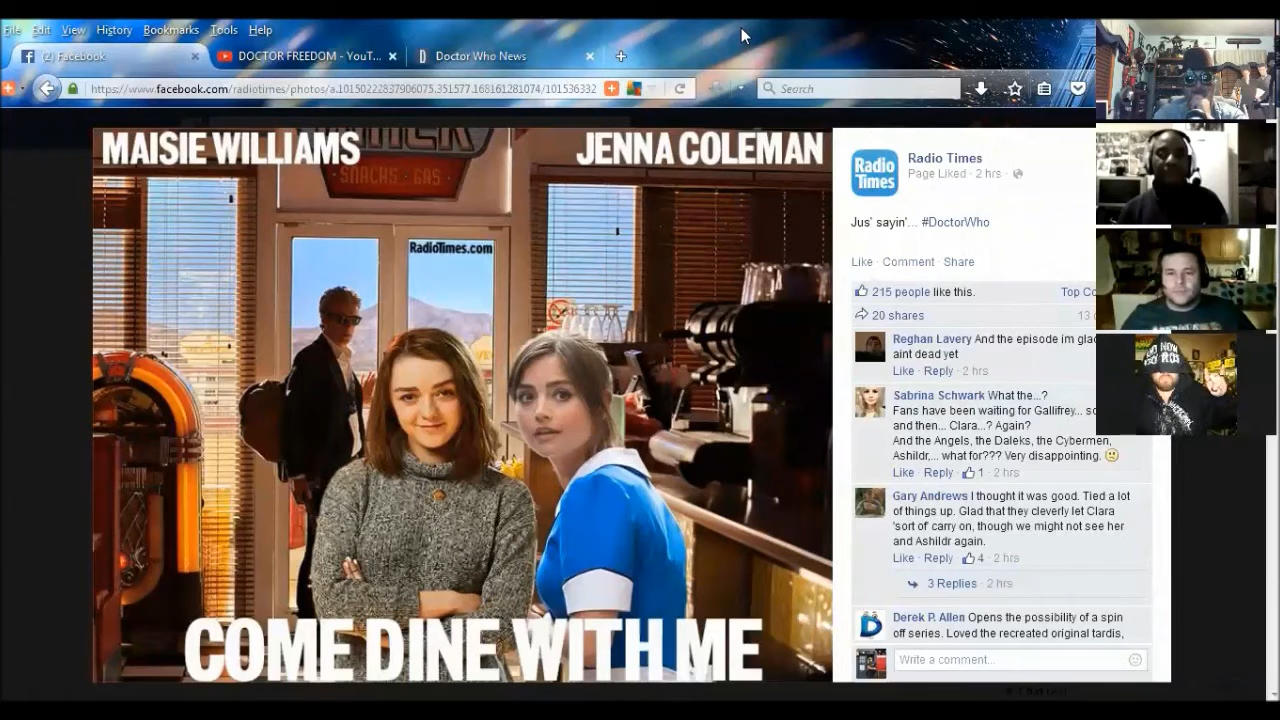 File Edit View History Bookmarks Tools Help
(2) Facebook × DOCTOR FREEDOM - YouT... × Doctor Who News × +
https://www.facebook.com/radiotimes/photos/a.10150222837906075.351577.168161281074/101536332 Search
MAISIE WILLIAMS JENNA COLEMAN
SNACKS - GAS
RadioTimes.com
COME DINE WITH ME
Radio Times
Radio Times
Page Liked · 2 hrs ·
Jus' sayin'... #DoctorWho
Like · Comment · Share
215 people like this. Top Co
20 shares
Reghan Lavery And the episode im gla
aint dead yet
Like · Reply · 2 hrs
Sabrina Schwark What the...?
Fans have been waiting for Gallifrey... so
and then... Clara...? Again?
And the Angels, the Daleks, the Cybermen,
Ashildr,... what for??? Very disappointing.
Like · Reply · 1 · 2 hrs
Gary Andrews I thought it was good. Tied a lot
of things up. Glad that they cleverly let Clara
'sort of' carry on, though we might not see her
and Ashildr again.
Like · Reply · 4 · 2 hrs
3 Replies · 2 hrs
Derek P. Allen Opens the possibility of a spin
off series. Loved the recreated original tardis,
Write a comment...